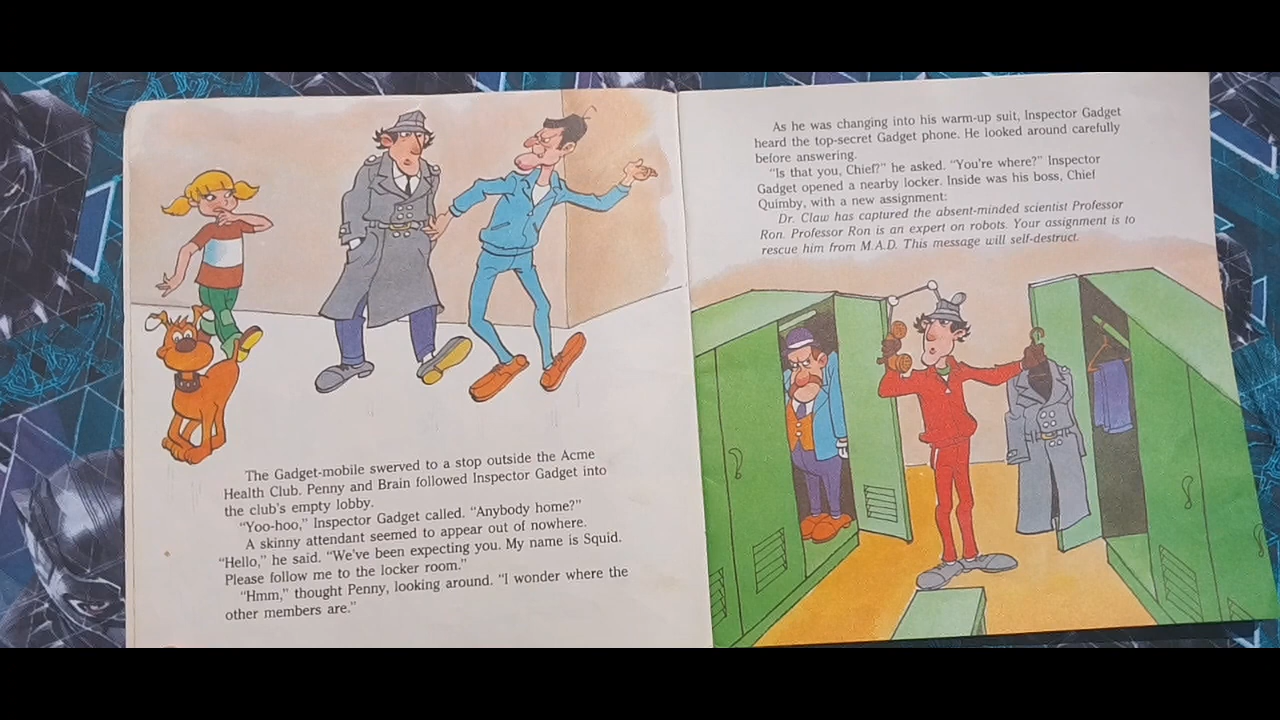 The Gadget-mobile swerved to a stop outside the Acme
Health Club. Penny and Brain followed Inspector Gadget into
the club's empty lobby.
"Yoo-hoo," Inspector Gadget called. "Anybody home?"
A skinny attendant seemed to appear out of nowhere.
"Hello," he said. "We've been expecting you. My name is Squid.
Please follow me to the locker room."
"Hmm," thought Penny, looking around. "I wonder where the
other members are."
As he was changing into his warm-up suit, Inspector Gadget
heard the top-secret Gadget phone. He looked around carefully
before answering.
"Is that you, Chief?" he asked. "You're where?" Inspector
Gadget opened a nearby locker. Inside was his boss, Chief
Quimby, with a new assignment:
Dr. Claw has captured the absent-minded scientist Professor
Ron. Professor Ron is an expert on robots. Your assignment is to
rescue him from M.A.D. This message will self-destruct.